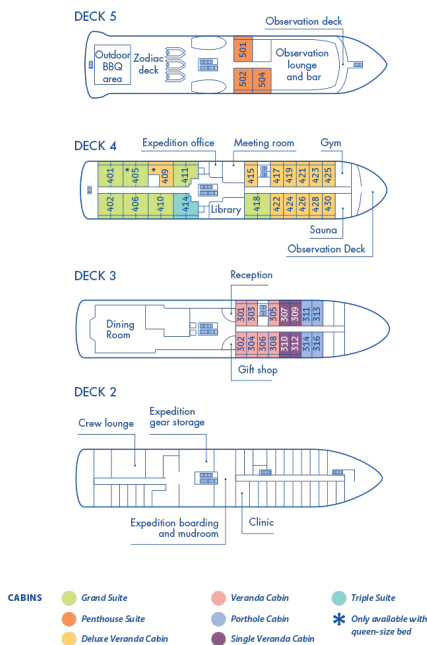 DECK 5
Observation deck
Outdoor
BBQ
area
Zodiac
deck
501
502
504
Observation
lounge
and bar
DECK 4
Expedition office
Meeting room
Gym
401
*
405
*
409
411
415
417
419
421
423
425
402
406
410
414
Library
418
422
424
426
428
430
Sauna
Observation Deck
DECK 3
Reception
Dining
Room
301
303
305
307
309
311
313
302
304
306
308
310
312
314
316
Gift shop
DECK 2
Crew lounge
Expedition
gear storage
Expedition boarding
and mudroom
Clinic
CABINS
Grand Suite
Penthouse Suite
Deluxe Veranda Cabin
Veranda Cabin
Porthole Cabin
Single Veranda Cabin
Triple Suite
* Only available with
queen-size bed